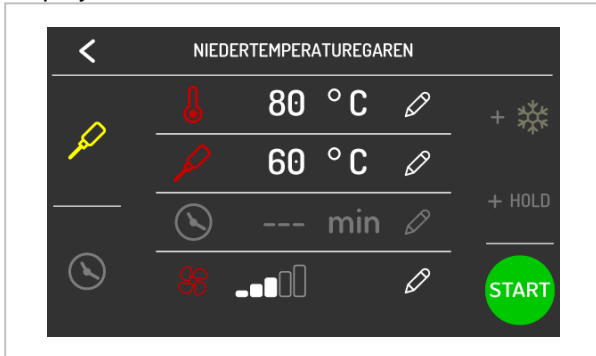 NIEDERTEMPERATUREGAREN
80 °C
+
60 °C
+ HOLD
--- min
START